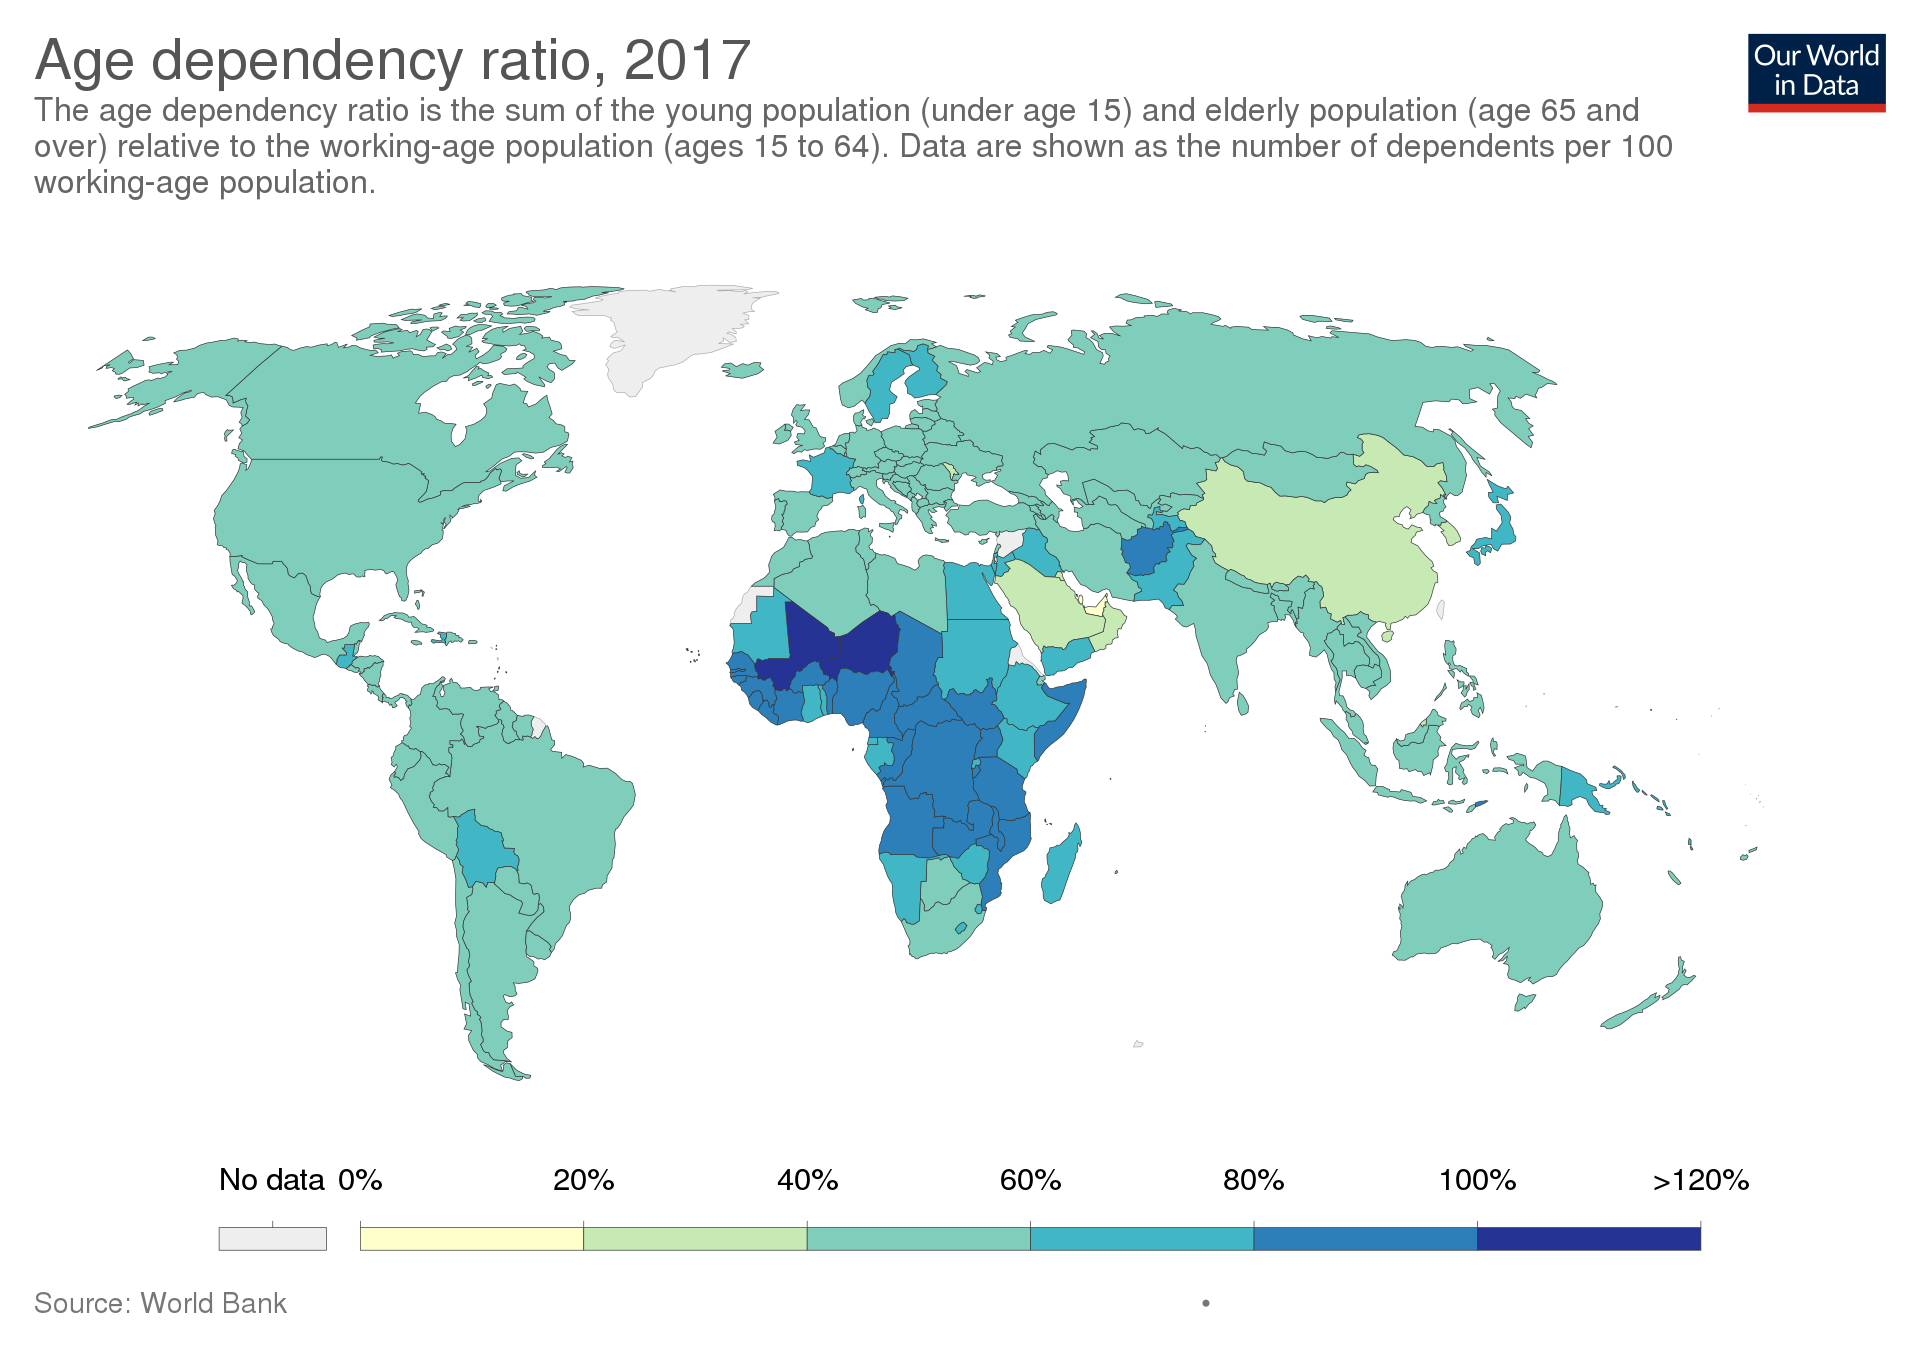 Age dependency ratio, 2017
Our World
in Data
The age dependency ratio is the sum of the young population (under age 15) and elderly population (age 65 and
over) relative to the working-age population (ages 15 to 64). Data are shown as the number of dependents per 100
working-age population.
No data 0% 20% 40% 60% 80% 100% >120%
Source: World Bank